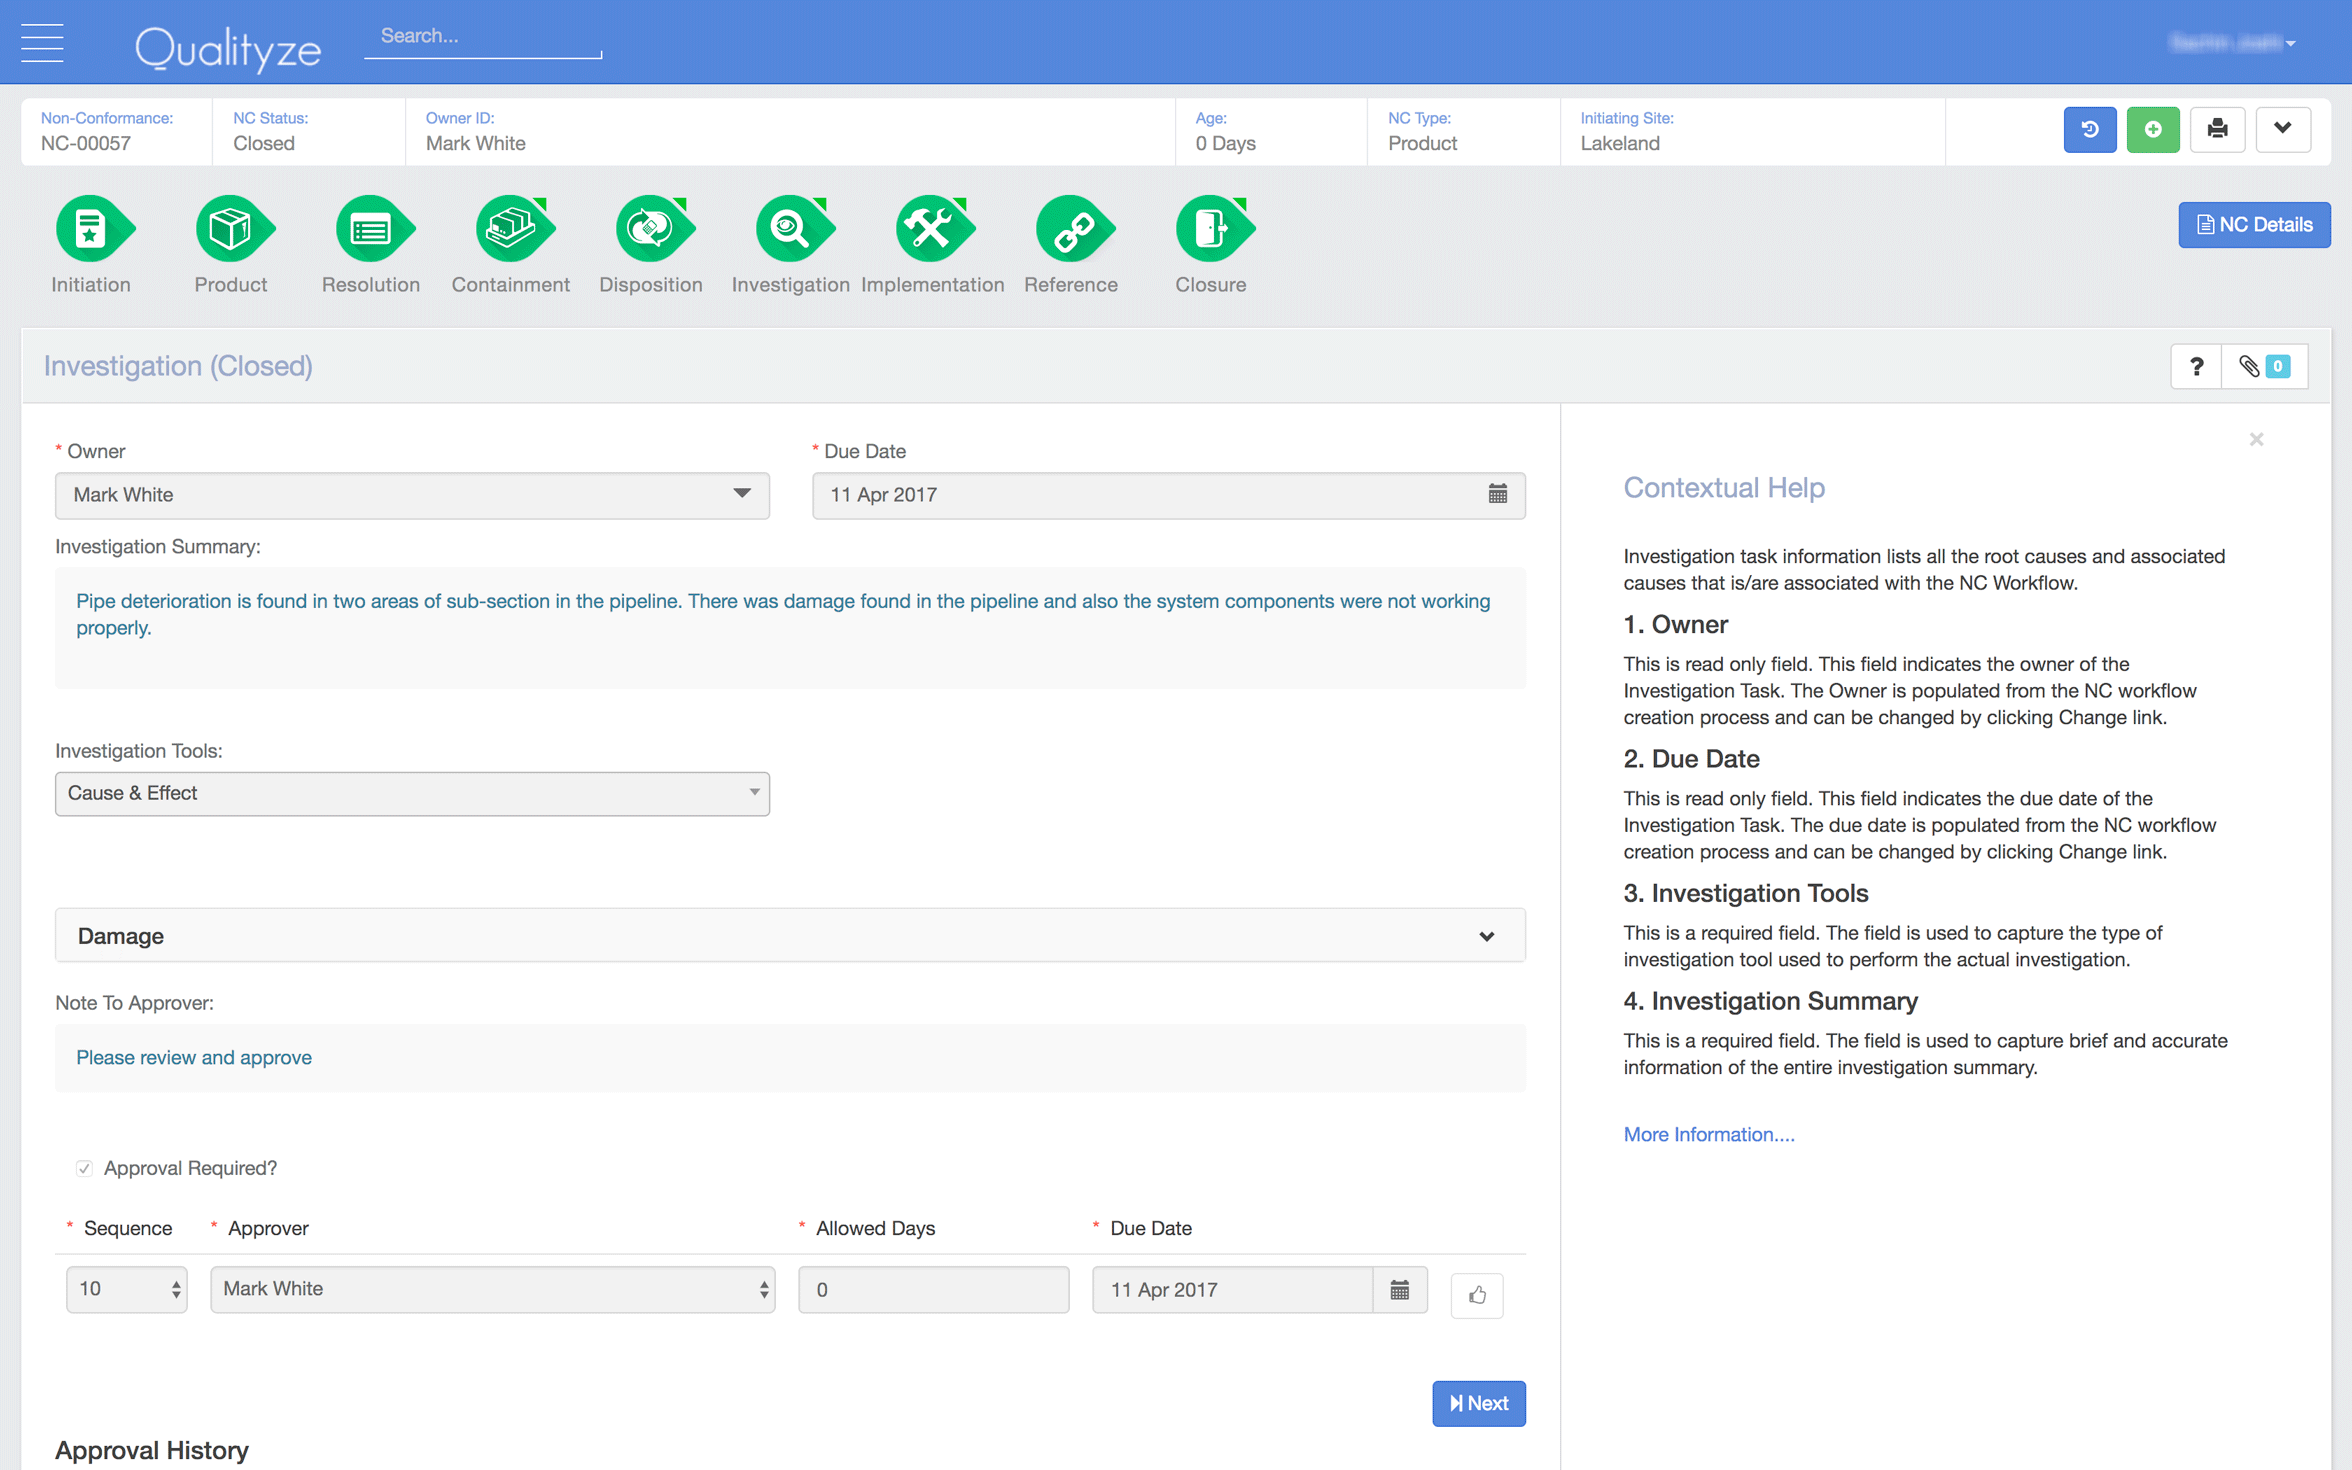 Qualityze
Search...
Non-Conformance:
NC-00057
NC Status:
Closed
Owner ID:
Mark White
Age:
0 Days
NC Type:
Product
Initiating Site:
Lakeland
Initiation
Product
Resolution
Containment
Disposition
Investigation
Implementation
Reference
Closure
NC Details
Investigation (Closed)
? 0
* Owner
Mark White
* Due Date
11 Apr 2017
Investigation Summary:
Pipe deterioration is found in two areas of sub-section in the pipeline. There was damage found in the pipeline and also the system components were not working
properly.
Investigation Tools:
Cause & Effect
Damage
Note To Approver:
Please review and approve
Approval Required?
* Sequence * Approver * Allowed Days * Due Date
10 Mark White 0 11 Apr 2017
Next
Approval History
×
Contextual Help
Investigation task information lists all the root causes and associated
causes that is/are associated with the NC Workflow.
1. Owner
This is read only field. This field indicates the owner of the
Investigation Task. The Owner is populated from the NC workflow
creation process and can be changed by clicking Change link.
2. Due Date
This is read only field. This field indicates the due date of the
Investigation Task. The due date is populated from the NC workflow
creation process and can be changed by clicking Change link.
3. Investigation Tools
This is a required field. The field is used to capture the type of
investigation tool used to perform the actual investigation.
4. Investigation Summary
This is a required field. The field is used to capture brief and accurate
information of the entire investigation summary.
More Information....